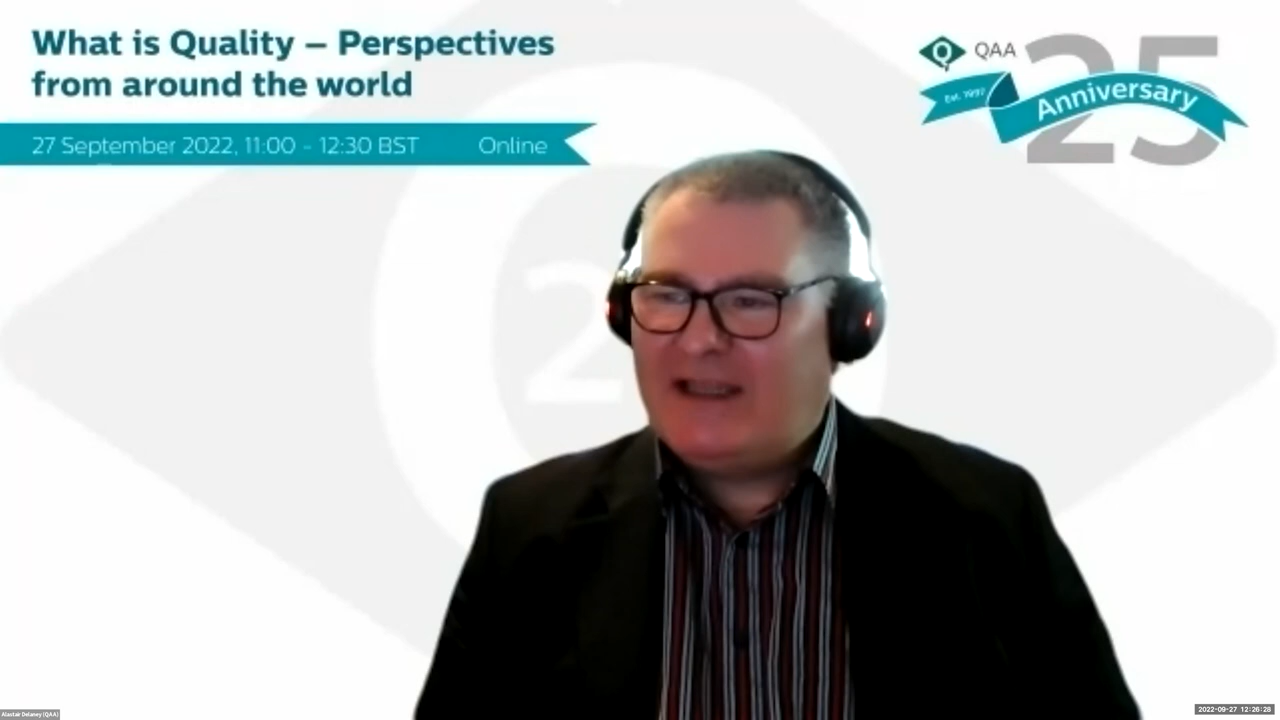 What is Quality – Perspectives
from around the world
27 September 2022, 11:00 - 12:30 BST Online
QAA
25
Est. 1997
Anniversary
2
Alastair Delaney (QAA)
2022-09-27 12:26:28